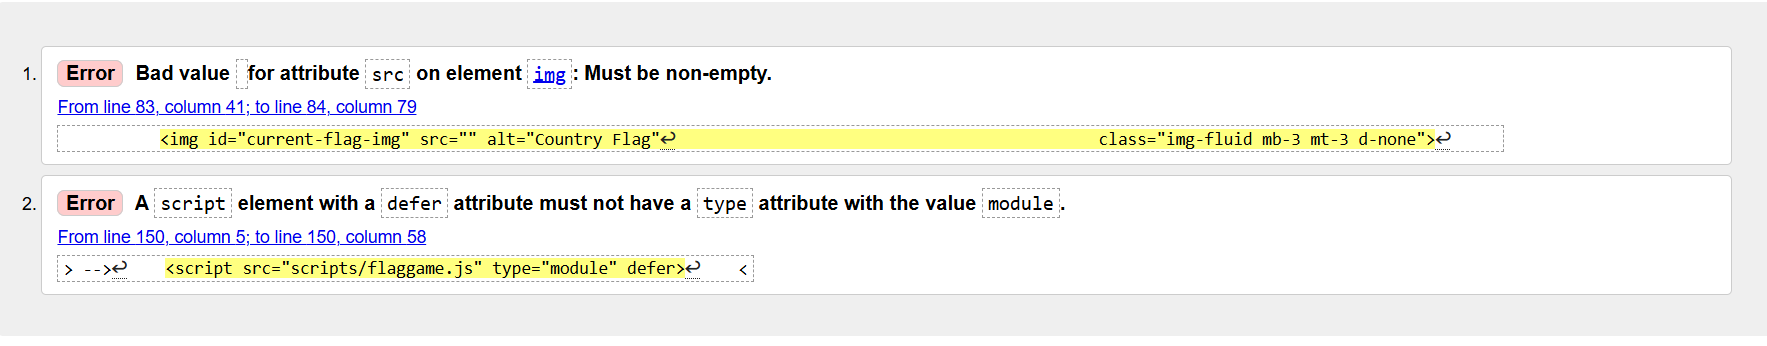 1. Error Bad value for attribute src on element img: Must be non-empty.
From line 83, column 41; to line 84, column 79
<img id="current-flag-img" src="" alt="Country Flag"↩ class="img-fluid mb-3 mt-3 d-none">↩
2. Error A script element with a defer attribute must not have a type attribute with the value module.
From line 150, column 5; to line 150, column 58
> -->↩ <script src="scripts/flaggame.js" type="module" defer>↩ <